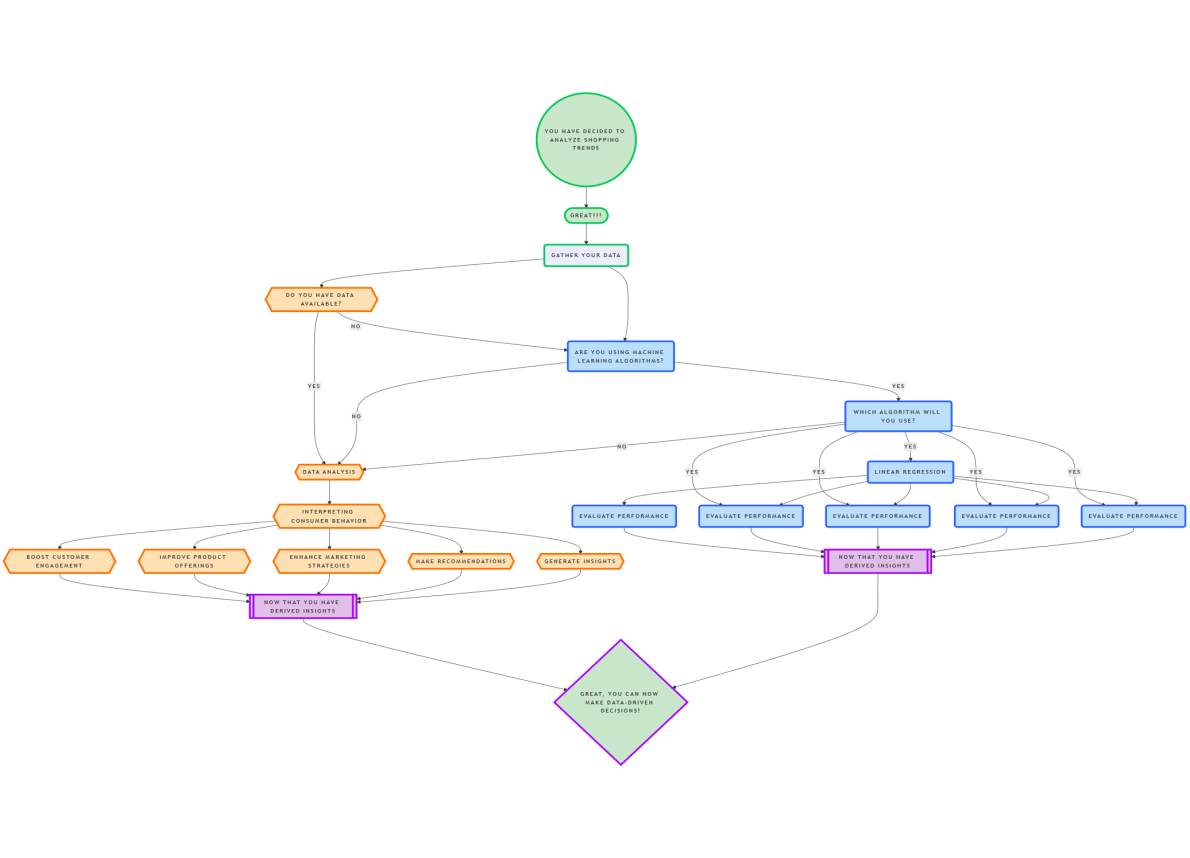 YOU HAVE DECIDED TO
ANALYZE SHOPPING
TRENDS
GREAT!!!
GATHER YOUR DATA
DO YOU HAVE DATA
AVAILABLE?
NO
ARE YOU USING MACHINE
LEARNING ALGORITHMS?
YES
YES
NO
WHICH ALGORITHM WILL
YOU USE?
NO
YES
YES
YES
YES
YES
DATA ANALYSIS
LINEAR REGRESSION
INTERPRETING
CONSUMER BEHAVIOR
EVALUATE PERFORMANCE
EVALUATE PERFORMANCE
EVALUATE PERFORMANCE
EVALUATE PERFORMANCE
EVALUATE PERFORMANCE
BOOST CUSTOMER
ENGAGEMENT
IMPROVE PRODUCT
OFFERINGS
ENHANCE MARKETING
STRATEGIES
MAKE RECOMMENDATIONS
GENERATE INSIGHTS
NOW THAT YOU HAVE
DERIVED INSIGHTS
NOW THAT YOU HAVE
DERIVED INSIGHTS
GREAT, YOU CAN NOW
MAKE DATA-DRIVEN
DECISIONS!